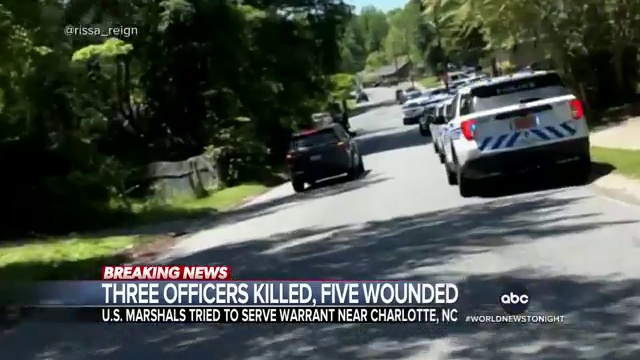 @rissa_reign
POLICE
BREAKING NEWS
THREE OFFICERS KILLED, FIVE WOUNDED
abc
U.S. MARSHALS TRIED TO SERVE WARRANT NEAR CHARLOTTE, NC
#WORLDNEWSTONIGHT